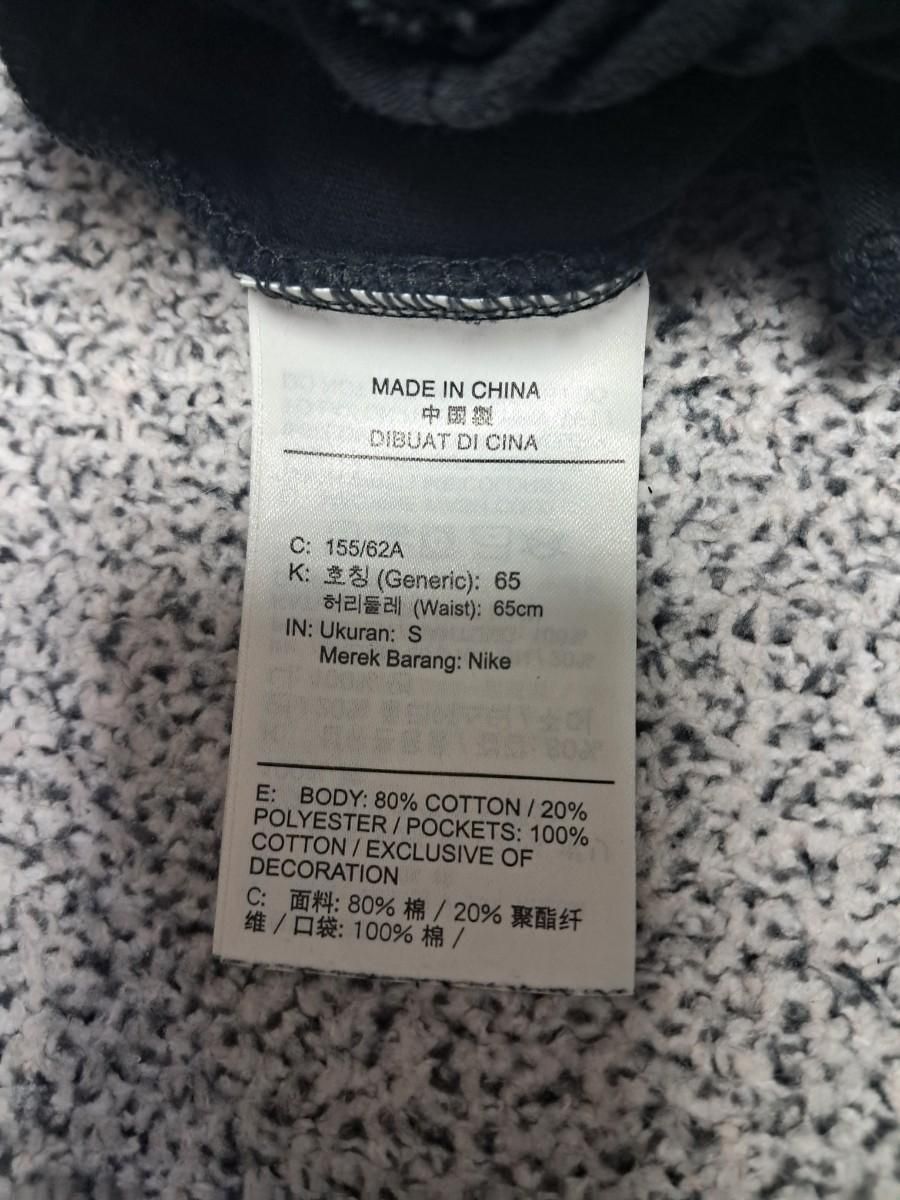 MADE IN CHINA
中國製
DIBUAT DI CINA
C: 155/62A
K: 호칭 (Generic): 65
허리둘레 (Waist): 65cm
IN: Ukuran: S
Merek Barang: Nike
E: BODY: 80% COTTON / 20%
POLYESTER / POCKETS: 100%
COTTON / EXCLUSIVE OF
DECORATION
C: 面料: 80% 棉 / 20% 聚酯纤
维 / 口袋: 100% 棉 /